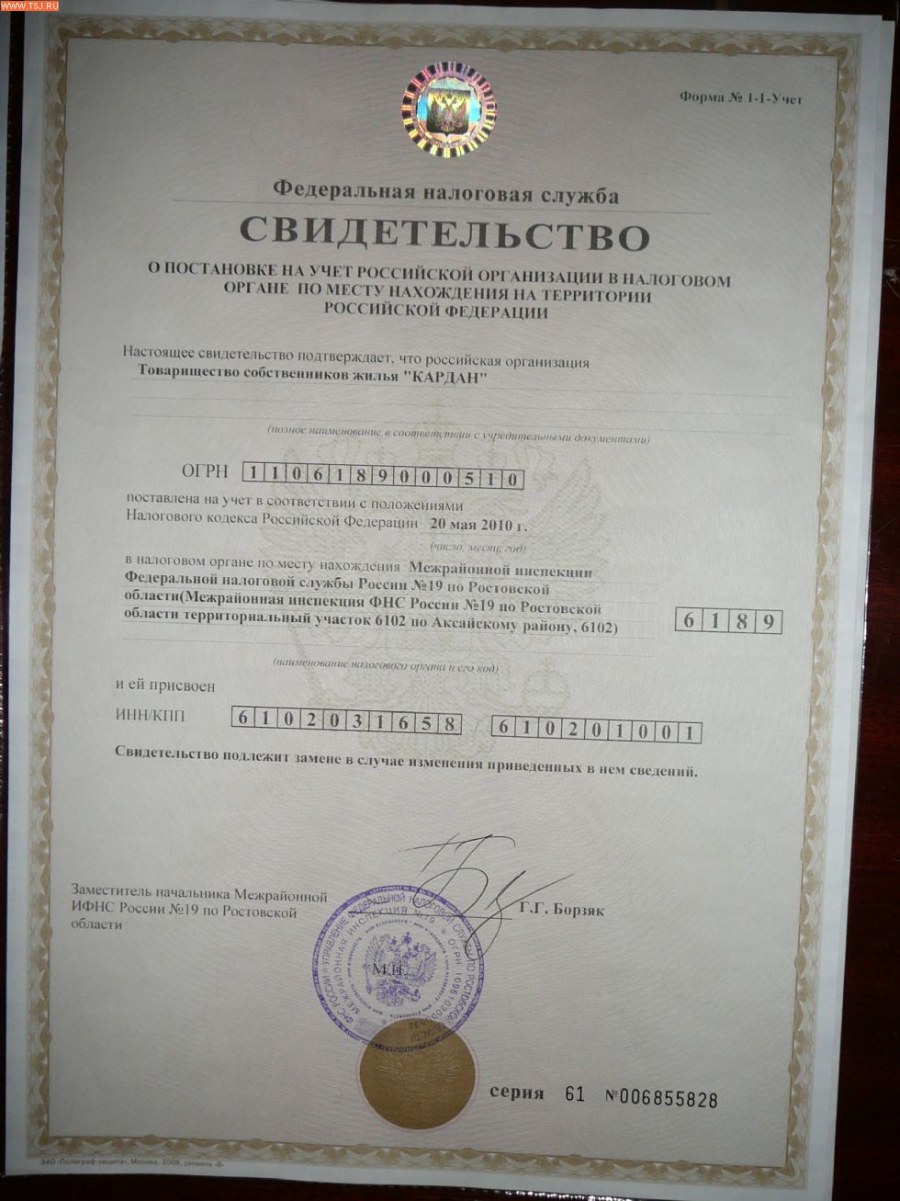 WWW.TSJ.RU
Форма № 1-1-Учет
Федеральная налоговая служба
СВИДЕТЕЛЬСТВО
О ПОСТАНОВКЕ НА УЧЕТ РОССИЙСКОЙ ОРГАНИЗАЦИИ В НАЛОГОВОМ
ОРГАНЕ ПО МЕСТУ НАХОЖДЕНИЯ НА ТЕРРИТОРИИ
РОССИЙСКОЙ ФЕДЕРАЦИИ
Настоящее свидетельство подтверждает, что российская организация
Товарищество собственников жилья "КАРДАН"
(полное наименование в соответствии с учредительными документами)
ОГРН 1106189000510
поставлена на учет в соответствии с положениями
Налогового кодекса Российской Федерации 20 мая 2010 г.
(число, месяц, год)
в налоговом органе по месту нахождения Межрайонной инспекции
Федеральной налоговой службы России №19 по Ростовской
области(Межрайонная инспекция ФНС России №19 по Ростовской
области территориальный участок 6102 по Аксайскому району, 6102) 6189
(наименование налогового органа и его код)
и ей присвоен
ИНН/КПП 6102031658 / 610201001
Свидетельство подлежит замене в случае изменения приведенных в нем сведений.
Заместитель начальника Межрайонной
ИФНС России №19 по Ростовской
области
Г.Г. Борзяк
М.П.
МЕЖРАЙОННАЯ ИНСПЕКЦИЯ №19
серия 61 №006855828